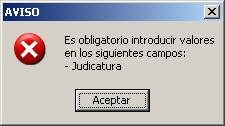 AVISO
Es obligatorio introducir valores
en los siguientes campos:
- Judicatura
Aceptar